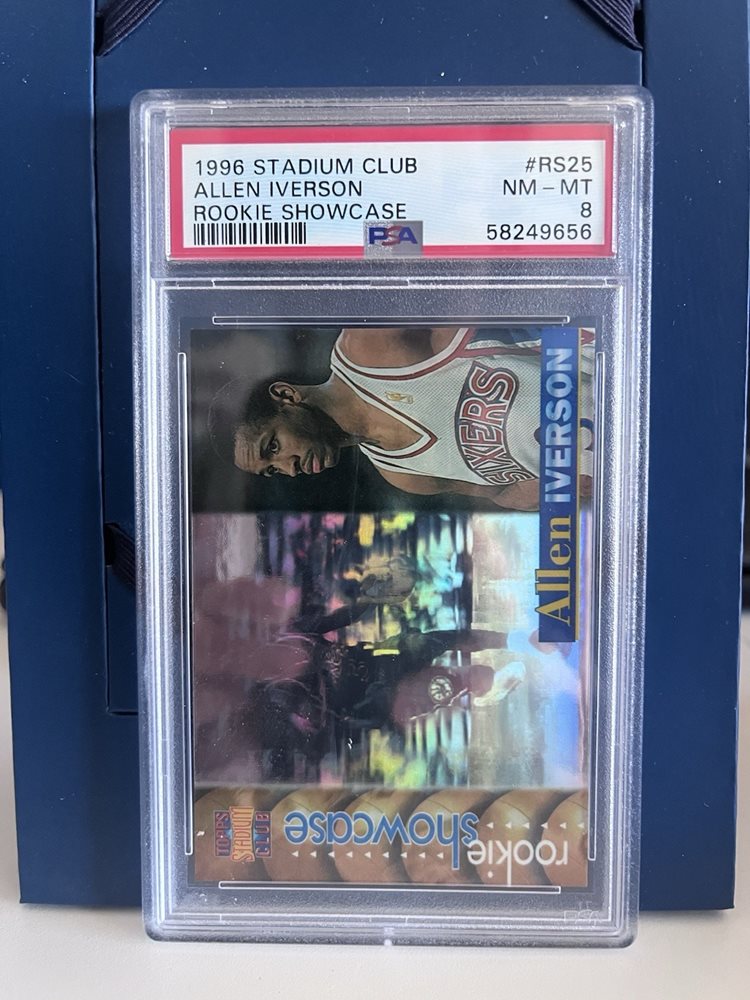 1996 STADIUM CLUB #RS25
ALLEN IVERSON NM - MT
ROOKIE SHOWCASE 8
PSA 58249656
SIXERS
Allen IVERSON
rookie
showcase
TOPPS
STADIUM
CLUB
PSA